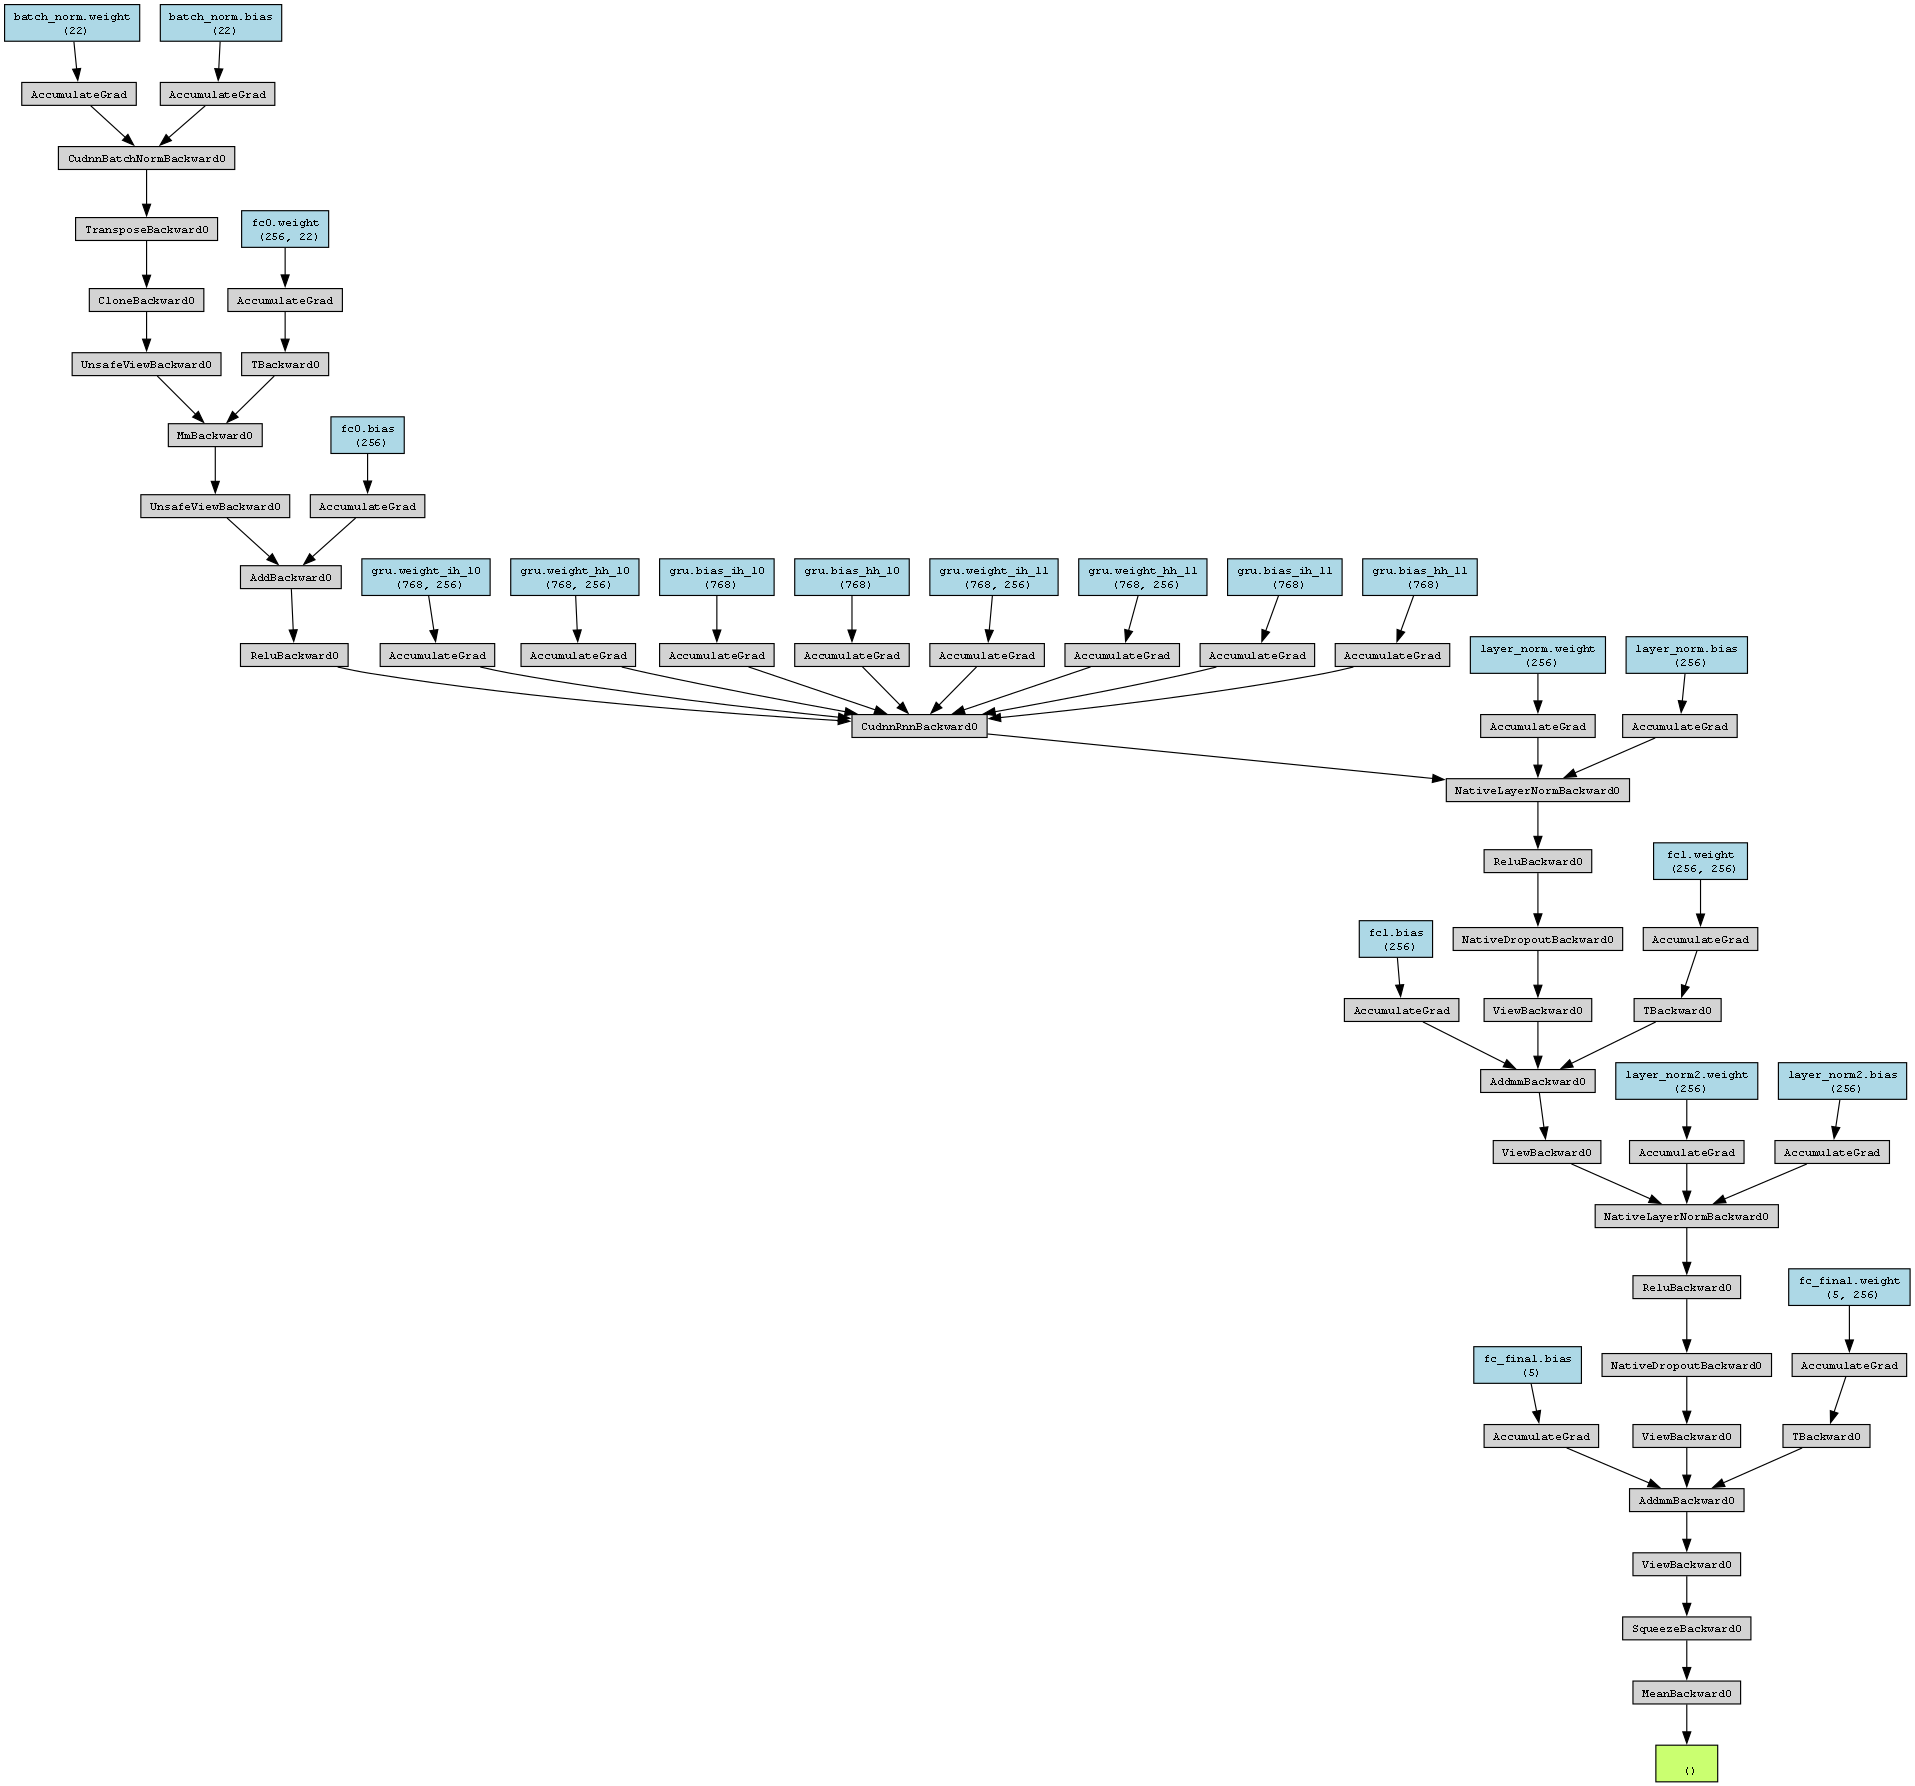 batch_norm.weight
(22)
batch_norm.bias
(22)
AccumulateGrad
AccumulateGrad
CudnnBatchNormBackward0
TransposeBackward0
fc0.weight
(256, 22)
CloneBackward0
AccumulateGrad
UnsafeViewBackward0
TBackward0
MmBackward0
fc0.bias
(256)
UnsafeViewBackward0
AccumulateGrad
AddBackward0
gru.weight_ih_l0
(768, 256)
gru.weight_hh_l0
(768, 256)
gru.bias_ih_l0
(768)
gru.bias_hh_l0
(768)
gru.weight_ih_l1
(768, 256)
gru.weight_hh_l1
(768, 256)
gru.bias_ih_l1
(768)
gru.bias_hh_l1
(768)
ReluBackward0
AccumulateGrad
AccumulateGrad
AccumulateGrad
AccumulateGrad
AccumulateGrad
AccumulateGrad
AccumulateGrad
AccumulateGrad
layer_norm.weight
(256)
layer_norm.bias
(256)
CudnnRnnBackward0
AccumulateGrad
AccumulateGrad
NativeLayerNormBackward0
ReluBackward0
fc1.weight
(256, 256)
fc1.bias
(256)
NativeDropoutBackward0
AccumulateGrad
AccumulateGrad
ViewBackward0
TBackward0
AddmmBackward0
layer_norm2.weight
(256)
layer_norm2.bias
(256)
ViewBackward0
AccumulateGrad
AccumulateGrad
NativeLayerNormBackward0
ReluBackward0
fc_final.weight
(5, 256)
fc_final.bias
(5)
NativeDropoutBackward0
AccumulateGrad
AccumulateGrad
ViewBackward0
TBackward0
AddmmBackward0
ViewBackward0
SqueezeBackward0
MeanBackward0
()